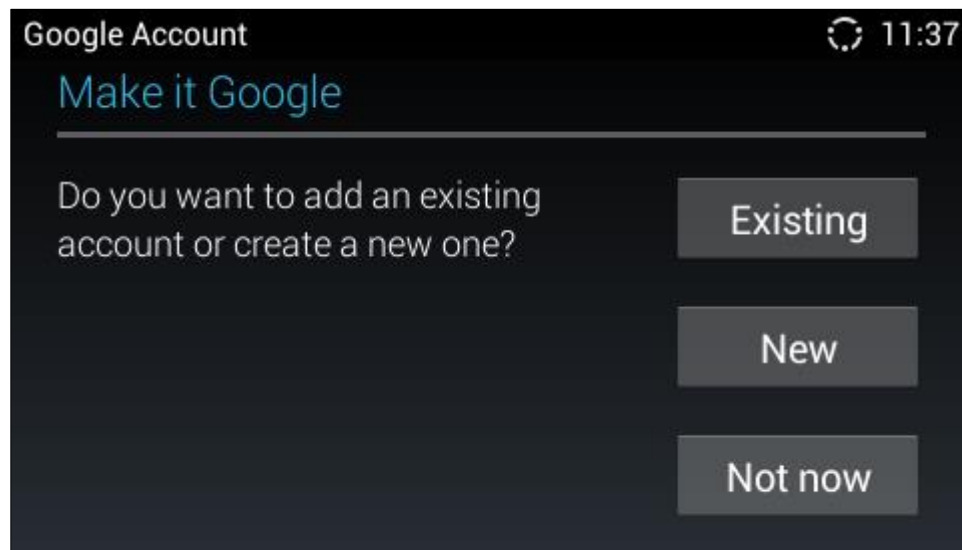 Google Account 11:37
Make it Google
Do you want to add an existing
account or create a new one?
Existing
New
Not now